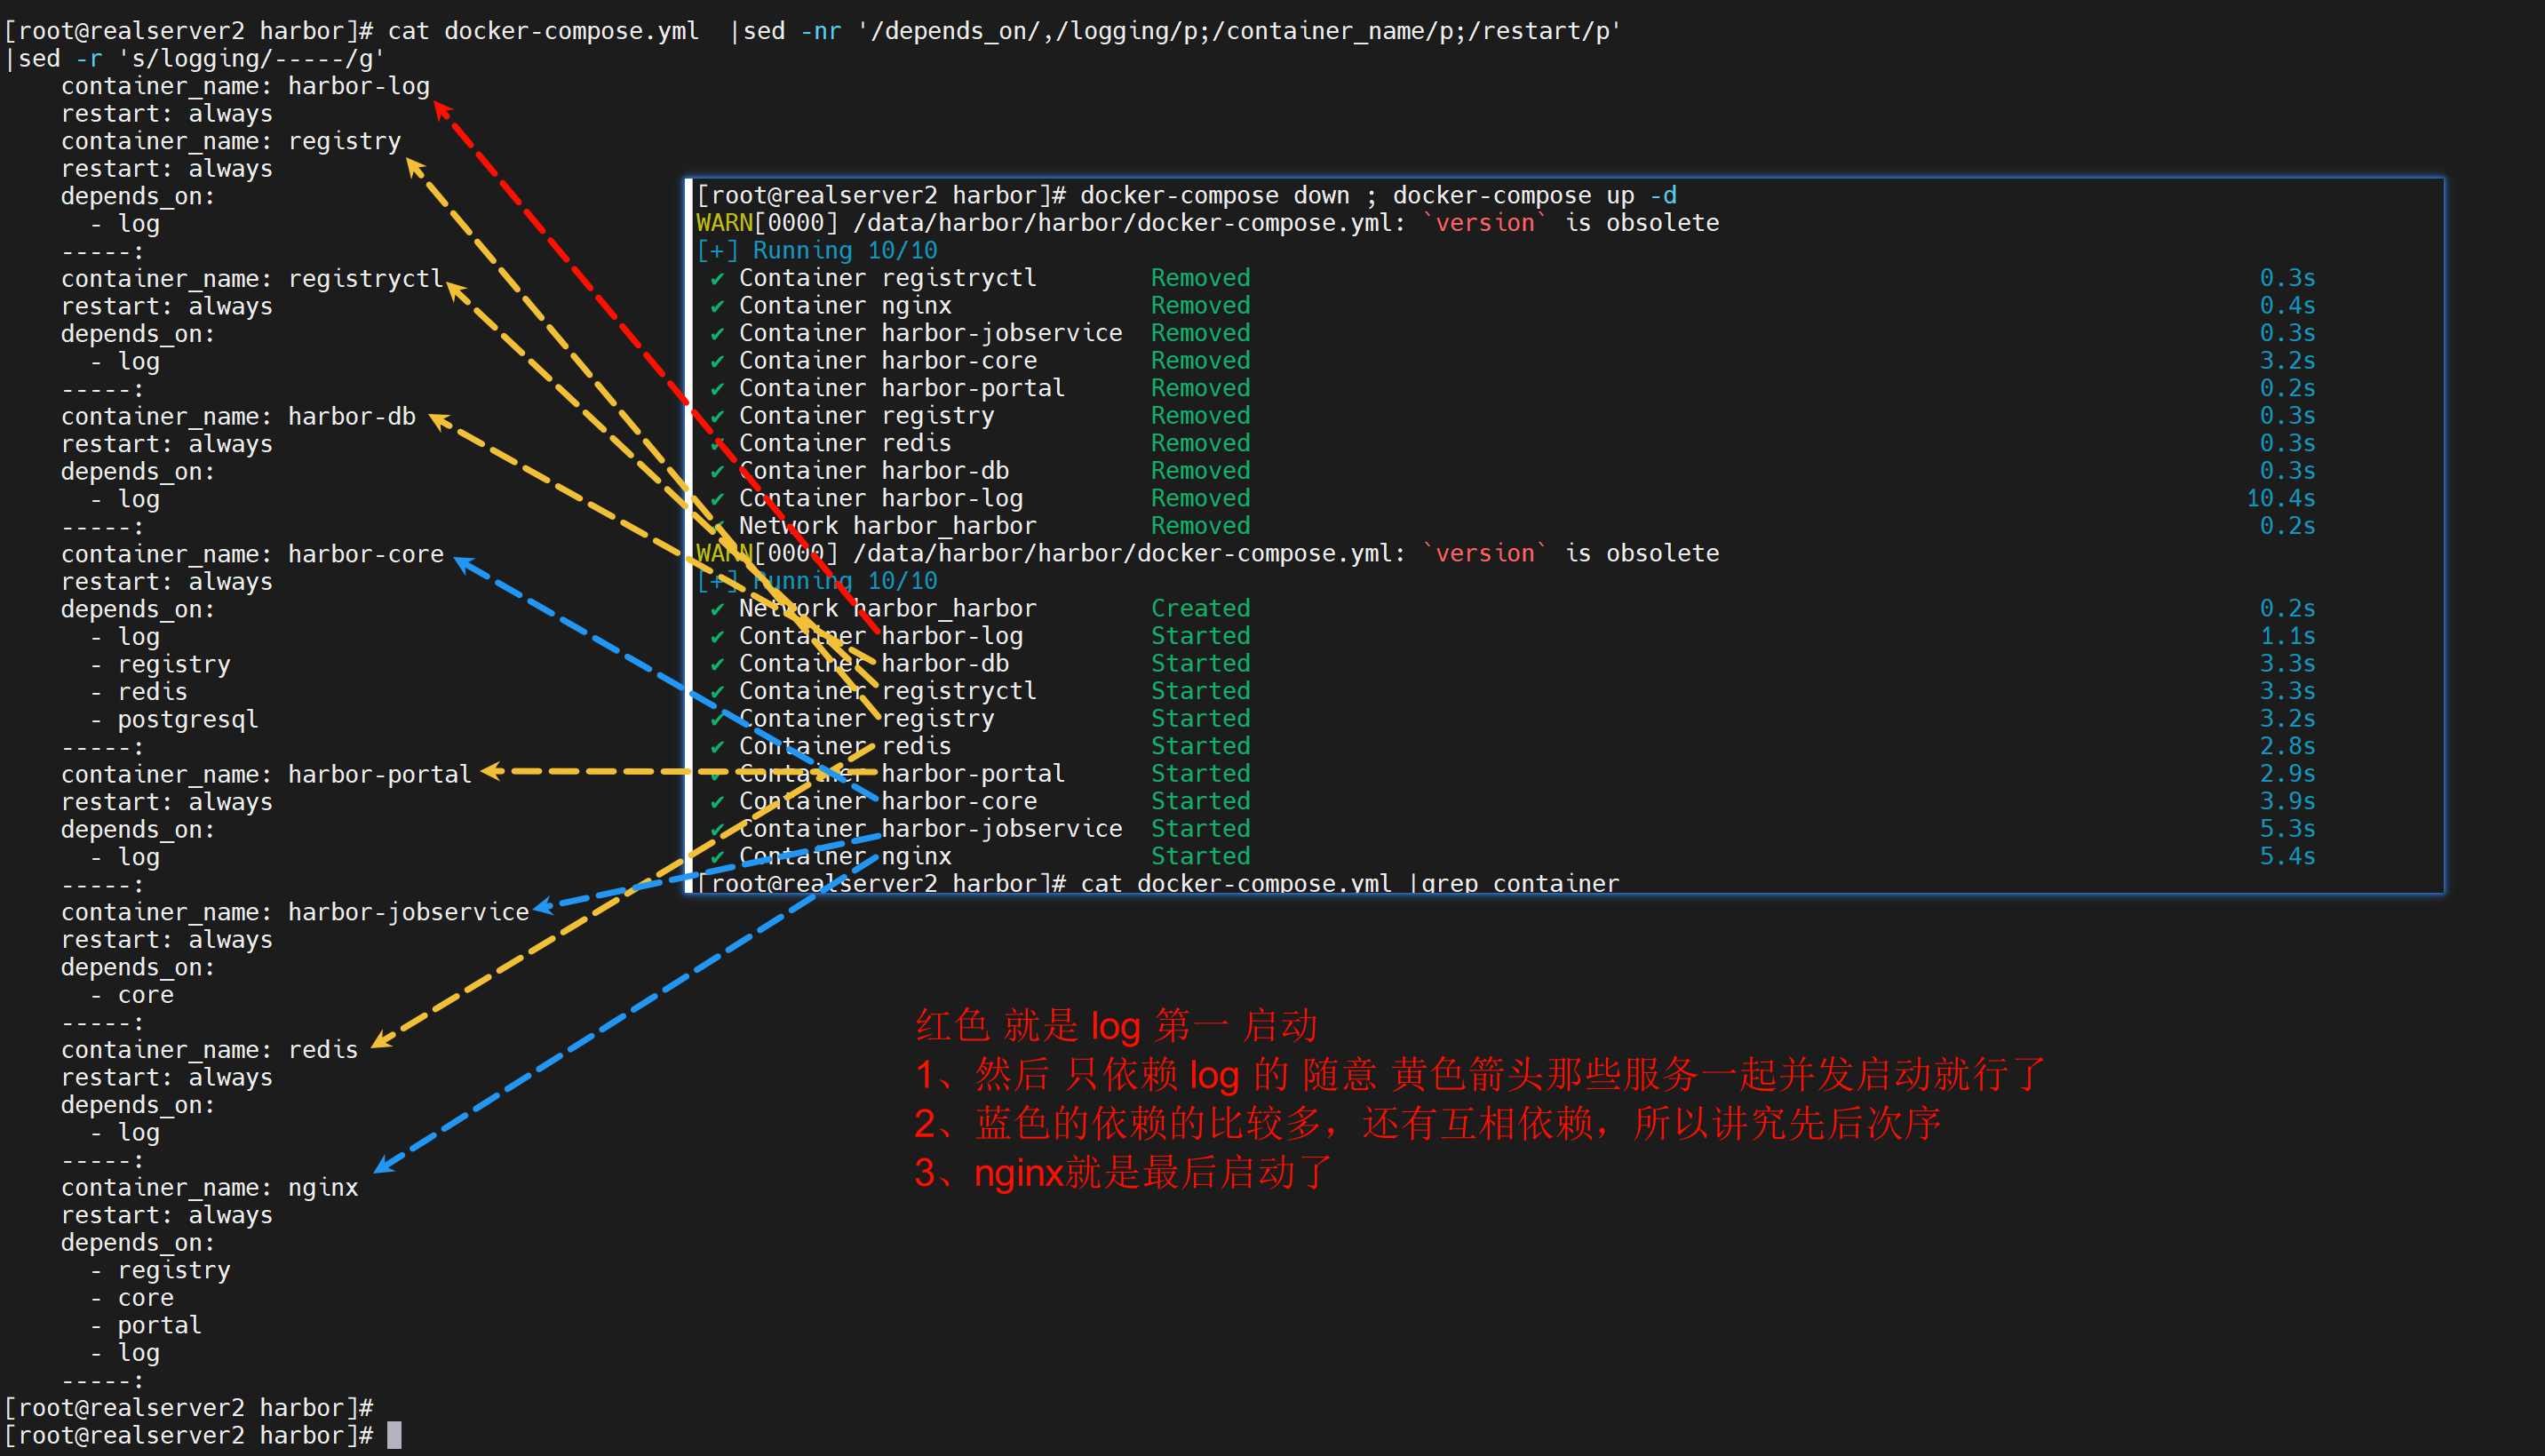 [root@realserver2 harbor]# cat docker-compose.yml  |sed -nr '/depends_on/,/logging/p;/container_name/p;/restart/p'
|sed -r 's/logging/-----/g'
    container_name: harbor-log
    restart: always
    container_name: registry
    restart: always
    depends_on:
      - log
    -----:
    container_name: registryctl
    restart: always
    depends_on:
      - log
    -----:
    container_name: harbor-db
    restart: always
    depends_on:
      - log
    -----:
    container_name: harbor-core
    restart: always
    depends_on:
      - log
      - registry
      - redis
      - postgresql
    -----:
    container_name: harbor-portal
    restart: always
    depends_on:
      - log
    -----:
    container_name: harbor-jobservice
    restart: always
    depends_on:
      - core
    -----:
    container_name: redis
    restart: always
    depends_on:
      - log
    -----:
    container_name: nginx
    restart: always
    depends_on:
      - registry
      - core
      - portal
      - log
    -----:
[root@realserver2 harbor]#
[root@realserver2 harbor]#
[root@realserver2 harbor]# docker-compose down ; docker-compose up -d
WARN[0000] /data/harbor/harbor/docker-compose.yml: `version` is obsolete
[+] Running 10/10
 ✔ Container registryctl        Removed 0.3s
 ✔ Container nginx              Removed 0.4s
 ✔ Container harbor-jobservice  Removed 0.3s
 ✔ Container harbor-core        Removed 3.2s
 ✔ Container harbor-portal      Removed 0.2s
 ✔ Container registry           Removed 0.3s
 ✔ Container redis              Removed 0.3s
 ✔ Container harbor-db          Removed 0.3s
 ✔ Container harbor-log         Removed 10.4s
 ✔ Network harbor_harbor        Removed 0.2s
WARN[0000] /data/harbor/harbor/docker-compose.yml: `version` is obsolete
[+] Running 10/10
 ✔ Network harbor_harbor        Created 0.2s
 ✔ Container harbor-log         Started 1.1s
 ✔ Container harbor-db          Started 3.3s
 ✔ Container registryctl        Started 3.3s
 ✔ Container registry           Started 3.2s
 ✔ Container redis              Started 2.8s
 ✔ Container harbor-portal      Started 2.9s
 ✔ Container harbor-core        Started 3.9s
 ✔ Container harbor-jobservice  Started 5.3s
 ✔ Container nginx              Started 5.4s
[root@realserver2 harbor]# cat docker-compose.yml |grep container
红色 就是 log 第一 启动
1、然后 只依赖 log 的 随意 黄色箭头那些服务一起并发启动就行了
2、蓝色的依赖的比较多，还有互相依赖，所以讲究先后次序
3、nginx就是最后启动了